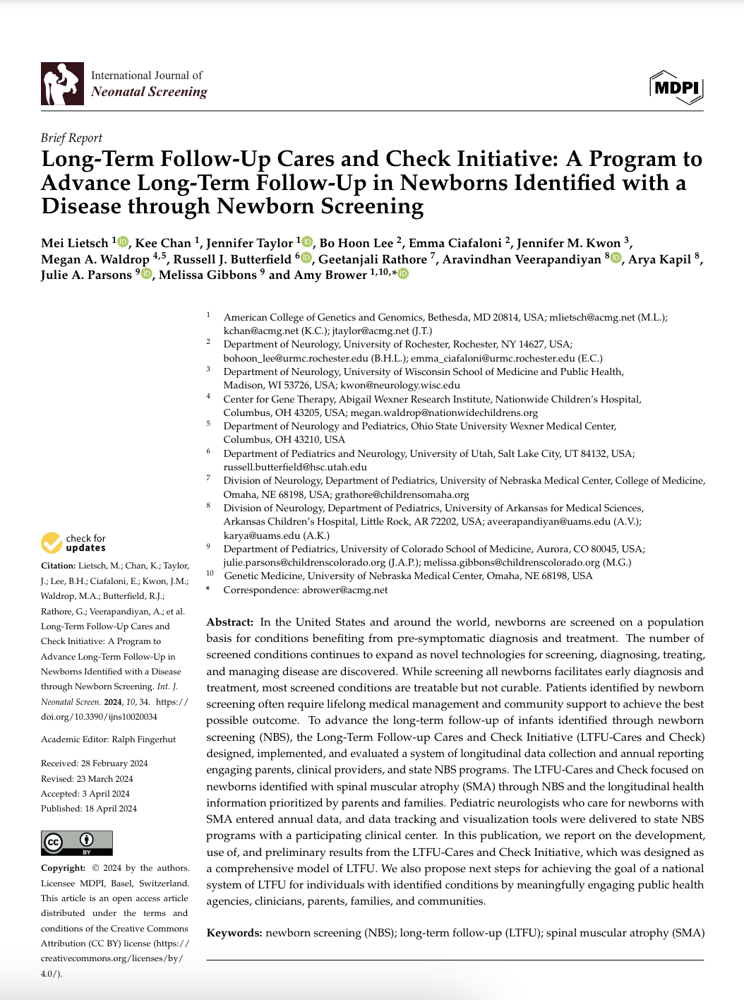 International Journal of
Neonatal Screening
MDPI
Brief Report
Long-Term Follow-Up Cares and Check Initiative: A Program to
Advance Long-Term Follow-Up in Newborns Identified with a
Disease through Newborn Screening
Mei Lietsch 1 iD, Kee Chan 1, Jennifer Taylor 1 iD, Bo Hoon Lee 2, Emma Ciafaloni 2, Jennifer M. Kwon 3,
Megan A. Waldrop 4,5, Russell J. Butterfield 6 iD, Geetanjali Rathore 7, Aravindhan Veerapandiyan 8 iD, Arya Kapil 8,
Julie A. Parsons 9 iD, Melissa Gibbons 9 and Amy Brower 1,10,* iD
1 American College of Genetics and Genomics, Bethesda, MD 20814, USA; mlietsch@acmg.net (M.L.);
kchan@acmg.net (K.C.); jtaylor@acmg.net (J.T.)
2 Department of Neurology, University of Rochester, Rochester, NY 14627, USA;
bohoon_lee@urmc.rochester.edu (B.H.L.); emma_ciafaloni@urmc.rochester.edu (E.C.)
3 Department of Neurology, University of Wisconsin School of Medicine and Public Health,
Madison, WI 53726, USA; kwon@neurology.wisc.edu
4 Center for Gene Therapy, Abigail Wexner Research Institute, Nationwide Children's Hospital,
Columbus, OH 43205, USA; megan.waldrop@nationwidechildrens.org
5 Department of Neurology and Pediatrics, Ohio State University Wexner Medical Center,
Columbus, OH 43210, USA
6 Department of Pediatrics and Neurology, University of Utah, Salt Lake City, UT 84132, USA;
russell.butterfield@hsc.utah.edu
7 Division of Neurology, Department of Pediatrics, University of Nebraska Medical Center, College of Medicine,
Omaha, NE 68198, USA; grathore@childrensomaha.org
8 Division of Neurology, Department of Pediatrics, University of Arkansas for Medical Sciences,
Arkansas Children's Hospital, Little Rock, AR 72202, USA; aveerapandiyan@uams.edu (A.V.);
karya@uams.edu (A.K.)
9 Department of Pediatrics, University of Colorado School of Medicine, Aurora, CO 80045, USA;
julie.parsons@childrenscolorado.org (J.A.P.); melissa.gibbons@childrenscolorado.org (M.G.)
10 Genetic Medicine, University of Nebraska Medical Center, Omaha, NE 68198, USA
* Correspondence: abrower@acmg.net
check for
updates
Citation: Lietsch, M.; Chan, K.; Taylor,
J.; Lee, B.H.; Ciafaloni, E.; Kwon, J.M.;
Waldrop, M.A.; Butterfield, R.J.;
Rathore, G.; Veerapandiyan, A.; et al.
Long-Term Follow-Up Cares and
Check Initiative: A Program to
Advance Long-Term Follow-Up in
Newborns Identified with a Disease
through Newborn Screening. Int. J.
Neonatal Screen. 2024, 10, 34. https://
doi.org/10.3390/ijns10020034
Academic Editor: Ralph Fingerhut
Received: 28 February 2024
Revised: 23 March 2024
Accepted: 3 April 2024
Published: 18 April 2024
CC BY
Copyright: © 2024 by the authors.
Licensee MDPI, Basel, Switzerland.
This article is an open access article
distributed under the terms and
conditions of the Creative Commons
Attribution (CC BY) license (https://
creativecommons.org/licenses/by/
4.0/).
Abstract: In the United States and around the world, newborns are screened on a population
basis for conditions benefiting from pre-symptomatic diagnosis and treatment. The number of
screened conditions continues to expand as novel technologies for screening, diagnosing, treating,
and managing disease are discovered. While screening all newborns facilitates early diagnosis and
treatment, most screened conditions are treatable but not curable. Patients identified by newborn
screening often require lifelong medical management and community support to achieve the best
possible outcome. To advance the long-term follow-up of infants identified through newborn
screening (NBS), the Long-Term Follow-up Cares and Check Initiative (LTFU-Cares and Check)
designed, implemented, and evaluated a system of longitudinal data collection and annual reporting
engaging parents, clinical providers, and state NBS programs. The LTFU-Cares and Check focused on
newborns identified with spinal muscular atrophy (SMA) through NBS and the longitudinal health
information prioritized by parents and families. Pediatric neurologists who care for newborns with
SMA entered annual data, and data tracking and visualization tools were delivered to state NBS
programs with a participating clinical center. In this publication, we report on the development,
use of, and preliminary results from the LTFU-Cares and Check Initiative, which was designed as
a comprehensive model of LTFU. We also propose next steps for achieving the goal of a national
system of LTFU for individuals with identified conditions by meaningfully engaging public health
agencies, clinicians, parents, families, and communities.
Keywords: newborn screening (NBS); long-term follow-up (LTFU); spinal muscular atrophy (SMA)